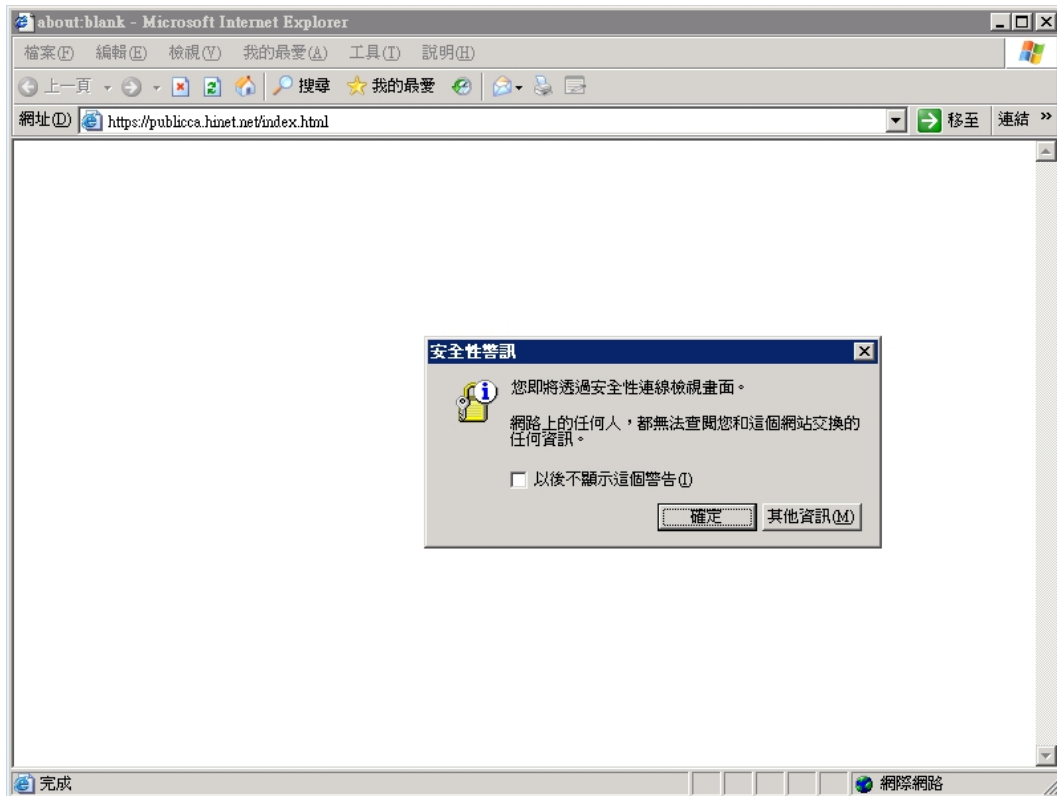 about:blank - Microsoft Internet Explorer
檔案(F) 編輯(E) 檢視(V) 我的最愛(A) 工具(T) 說明(H)
上一頁 搜尋 我的最愛
網址(D) https://publicca.hinet.net/index.html 移至 連結 »
安全性警訊
您即將透過安全性連線檢視畫面。
網路上的任何人，都無法查閱您和這個網站交換的
任何資訊。
以後不顯示這個警告(I)
確定 其他資訊(M)
完成 網際網路